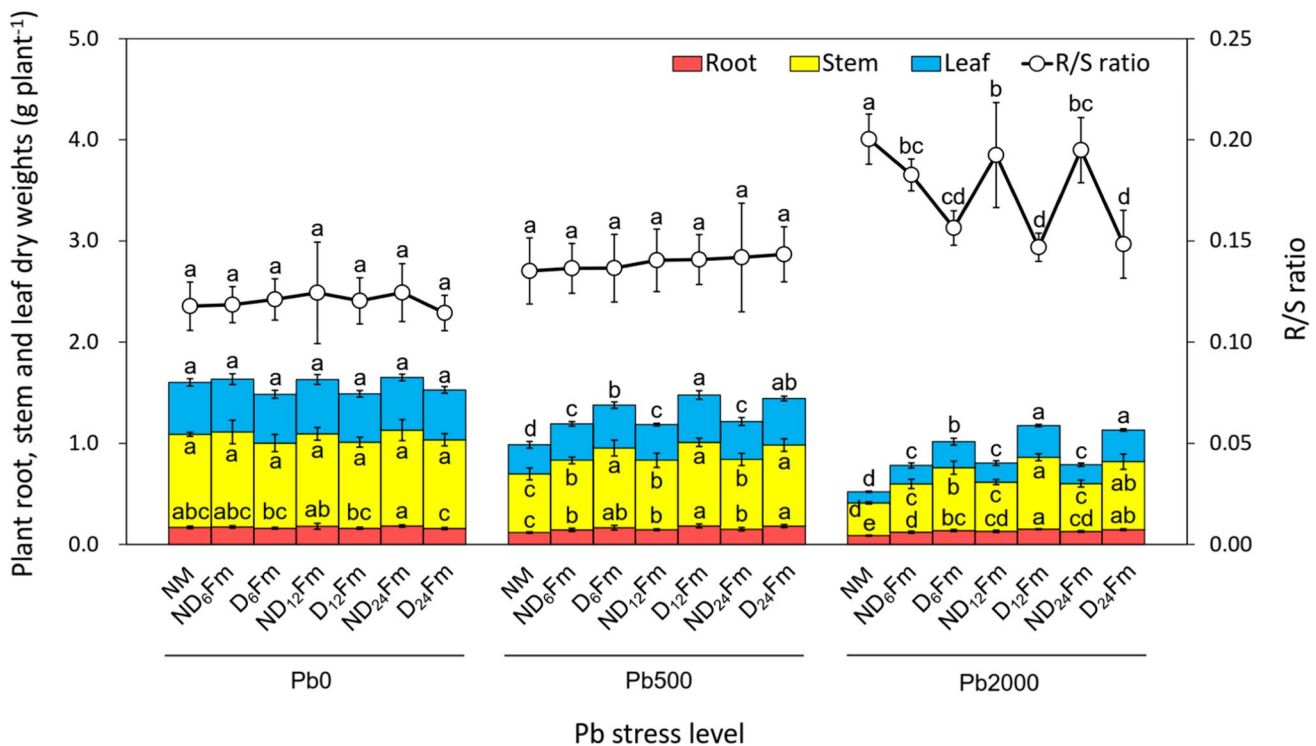 Plant root, stem and leaf dry weights (g plant⁻¹)
5.0
4.0
3.0
2.0
1.0
0.0
Root Stem Leaf R/S ratio
0.25
0.20
0.15
0.10
0.05
0.00
R/S ratio
a a a a a a a
a a a a a a a
a a a a a a a
abc abc bc ab bc a c
a a a a a a a
d c b c a c ab
c b a b a b a
c b ab b a b a
a bc cd b d bc d
d c b c a c a
d c b c a c ab
e d bc cd a cd ab
NM ND₆Fm D₆Fm ND₁₂Fm D₁₂Fm ND₂₄Fm D₂₄Fm
NM ND₆Fm D₆Fm ND₁₂Fm D₁₂Fm ND₂₄Fm D₂₄Fm
NM ND₆Fm D₆Fm ND₁₂Fm D₁₂Fm ND₂₄Fm D₂₄Fm
Pb0 Pb500 Pb2000
Pb stress level